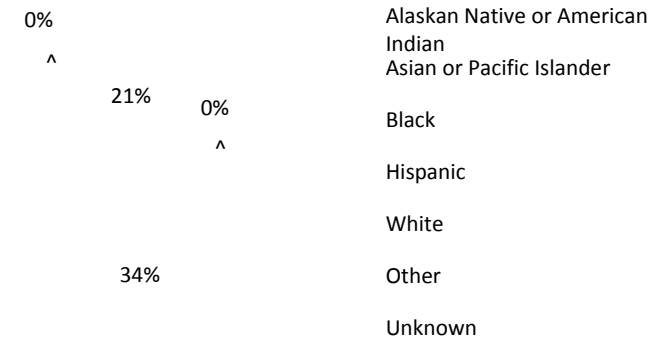 0%
^
21%
0%
^
34%
Alaskan Native or American
Indian
Asian or Pacific Islander
Black
Hispanic
White
Other
Unknown